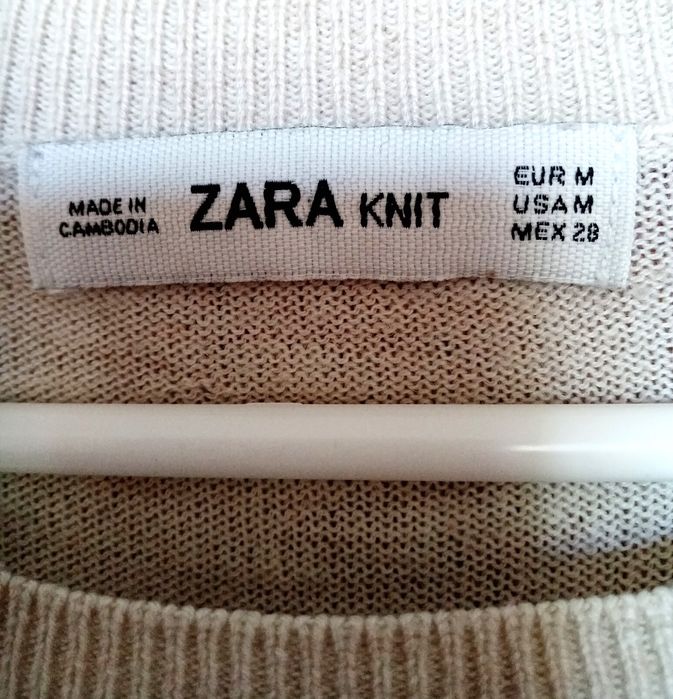 MADE IN
CAMBODIA
ZARA KNIT
EUR M
USA M
MEX 28